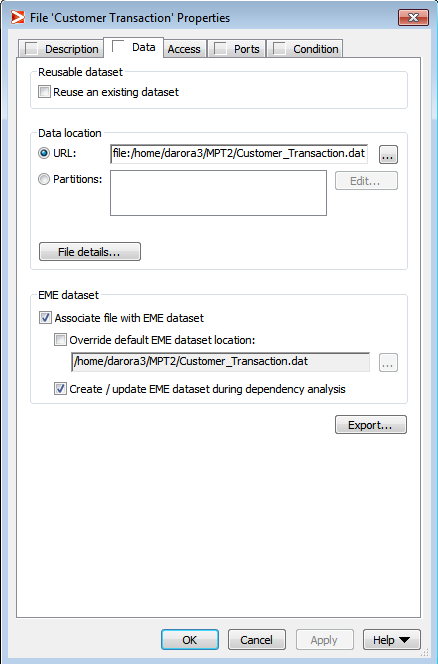 File 'Customer Transaction' Properties
Description Data Access Ports Condition
Reusable dataset
Reuse an existing dataset
Data location
URL: file:/home/darora3/MPT2/Customer_Transaction.dat ...
Partitions: Edit...
File details...
EME dataset
Associate file with EME dataset
Override default EME dataset location:
/home/darora3/MPT2/Customer_Transaction.dat ...
Create / update EME dataset during dependency analysis
Export...
OK Cancel Apply Help